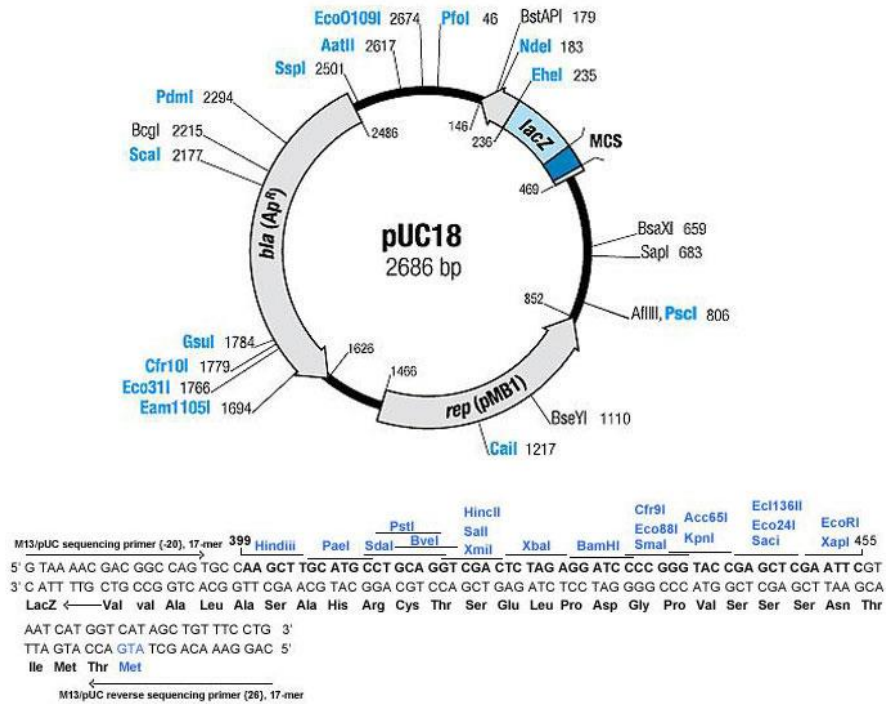 Eco0109I 2674
PfoI 46
BstAPI 179
AatII 2617
NdeI 183
SspI 2501
EheI 235
PdmI 2294
BcgI 2215
ScaI 2177
2486
146
236
lacZ
MCS
469
bla (ApR)
pUC18
2686 bp
BsaXI 659
SapI 683
852
AflIII, PscI 806
GsuI 1784
Cfr10I 1779
Eco31I 1766
Eam1105I 1694
1626
1466
rep (pMB1)
BseYI 1110
CaiI 1217
HincII Cfr9I Ecl136II
PstI SalI Eco88I Acc65I Eco24I EcoRI
M13/pUC sequencing primer {-20}, 17-mer 399 Hindiii PaeI SdaI BveI XmiI XbaI BamHI SmaI KpnI Saci XapI 455
5' G TAA AAC GAC GGC CAG TGC CAA GCT TGC ATG CCT GCA GGT CGA CTC TAG AGG ATC CCC GGG TAC CGA GCT CGA ATT CGT
3' C ATT TTG CTG CCG GTC ACG GTT CGA ACG TAC GGA CGT CCA GCT GAG ATC TCC TAG GGG CCC ATG GCT CGA GCT TAA GCA
LacZ Val val Ala Leu Ala Ser Ala His Arg Cys Thr Ser Glu Leu Pro Asp Gly Pro Val Ser Ser Ser Asn Thr
AAT CAT GGT CAT AGC TGT TTC CTG 3'
TTA GTA CCA GTA TCG ACA AAG GAC 5'
Ile Met Thr Met
M13/pUC reverse sequencing primer {26}, 17-mer